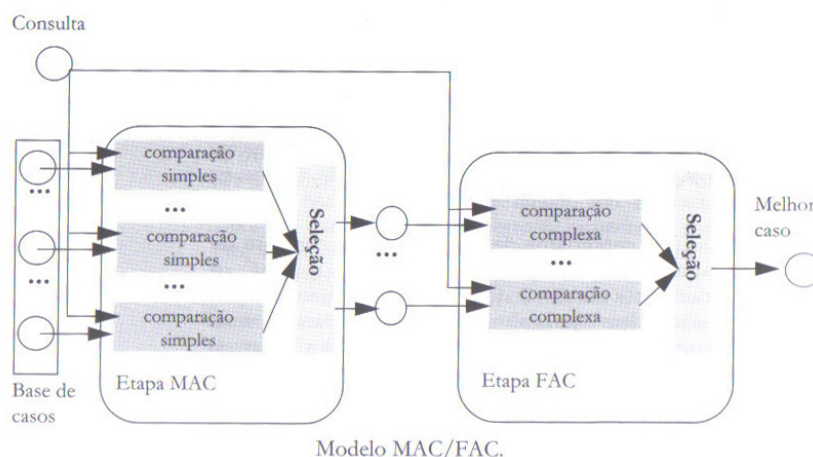 Consulta
comparação
simples
...
...
comparação
simples
...
...
comparação
simples
Seleção
Etapa MAC
Base de
casos
...
comparação
complexa
...
comparação
complexa
Seleção
Etapa FAC
Melhor
caso
Modelo MAC/FAC.